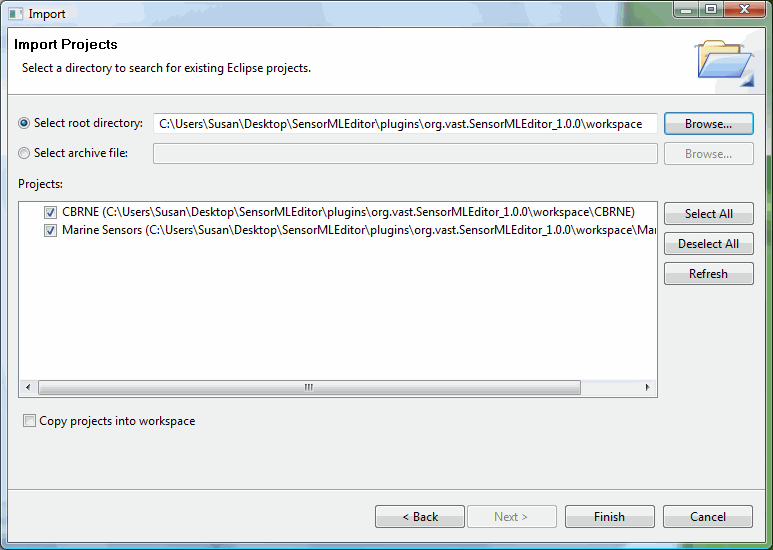 Import
Import Projects
Select a directory to search for existing Eclipse projects.
Select root directory: C:\Users\Susan\Desktop\SensorMLEditor\plugins\org.vast.SensorMLEditor_1.0.0\workspace Browse...
Select archive file: Browse...
Projects:
CBRNE (C:\Users\Susan\Desktop\SensorMLEditor\plugins\org.vast.SensorMLEditor_1.0.0\workspace\CBRNE)
Marine Sensors (C:\Users\Susan\Desktop\SensorMLEditor\plugins\org.vast.SensorMLEditor_1.0.0\workspace\Mar
Select All
Deselect All
Refresh
Copy projects into workspace
< Back Next > Finish Cancel